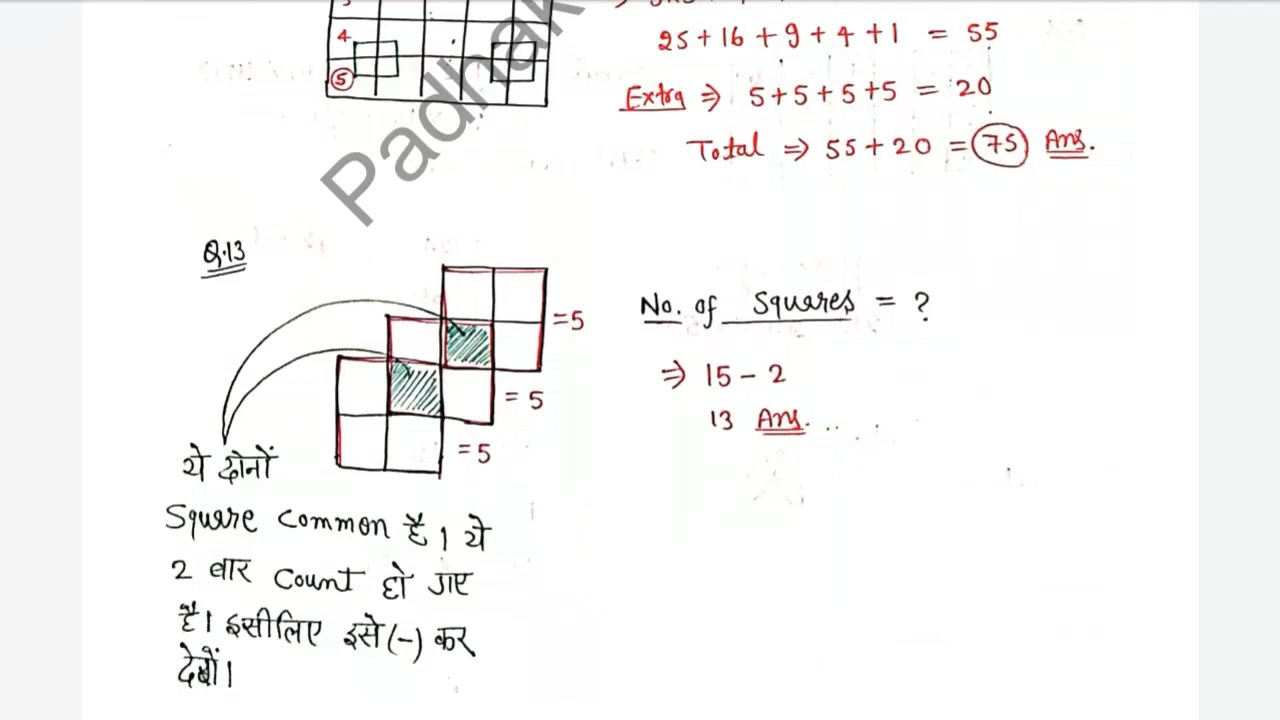 4
25 + 16 + 9 + 4 + 1 = 55
5
Extra ⇒ 5 + 5 + 5 + 5 = 20
Total ⇒ 55 + 20 = 75 Ans.
Padhak
Q.13
No. of Squares = ?
= 5
⇒ 15 - 2
= 5
13 Ans. ..
= 5
ये दोनों
Square Common है। ये
2 बार Count हो गए
है। इसीलिए इसे (-) कर
देगें।